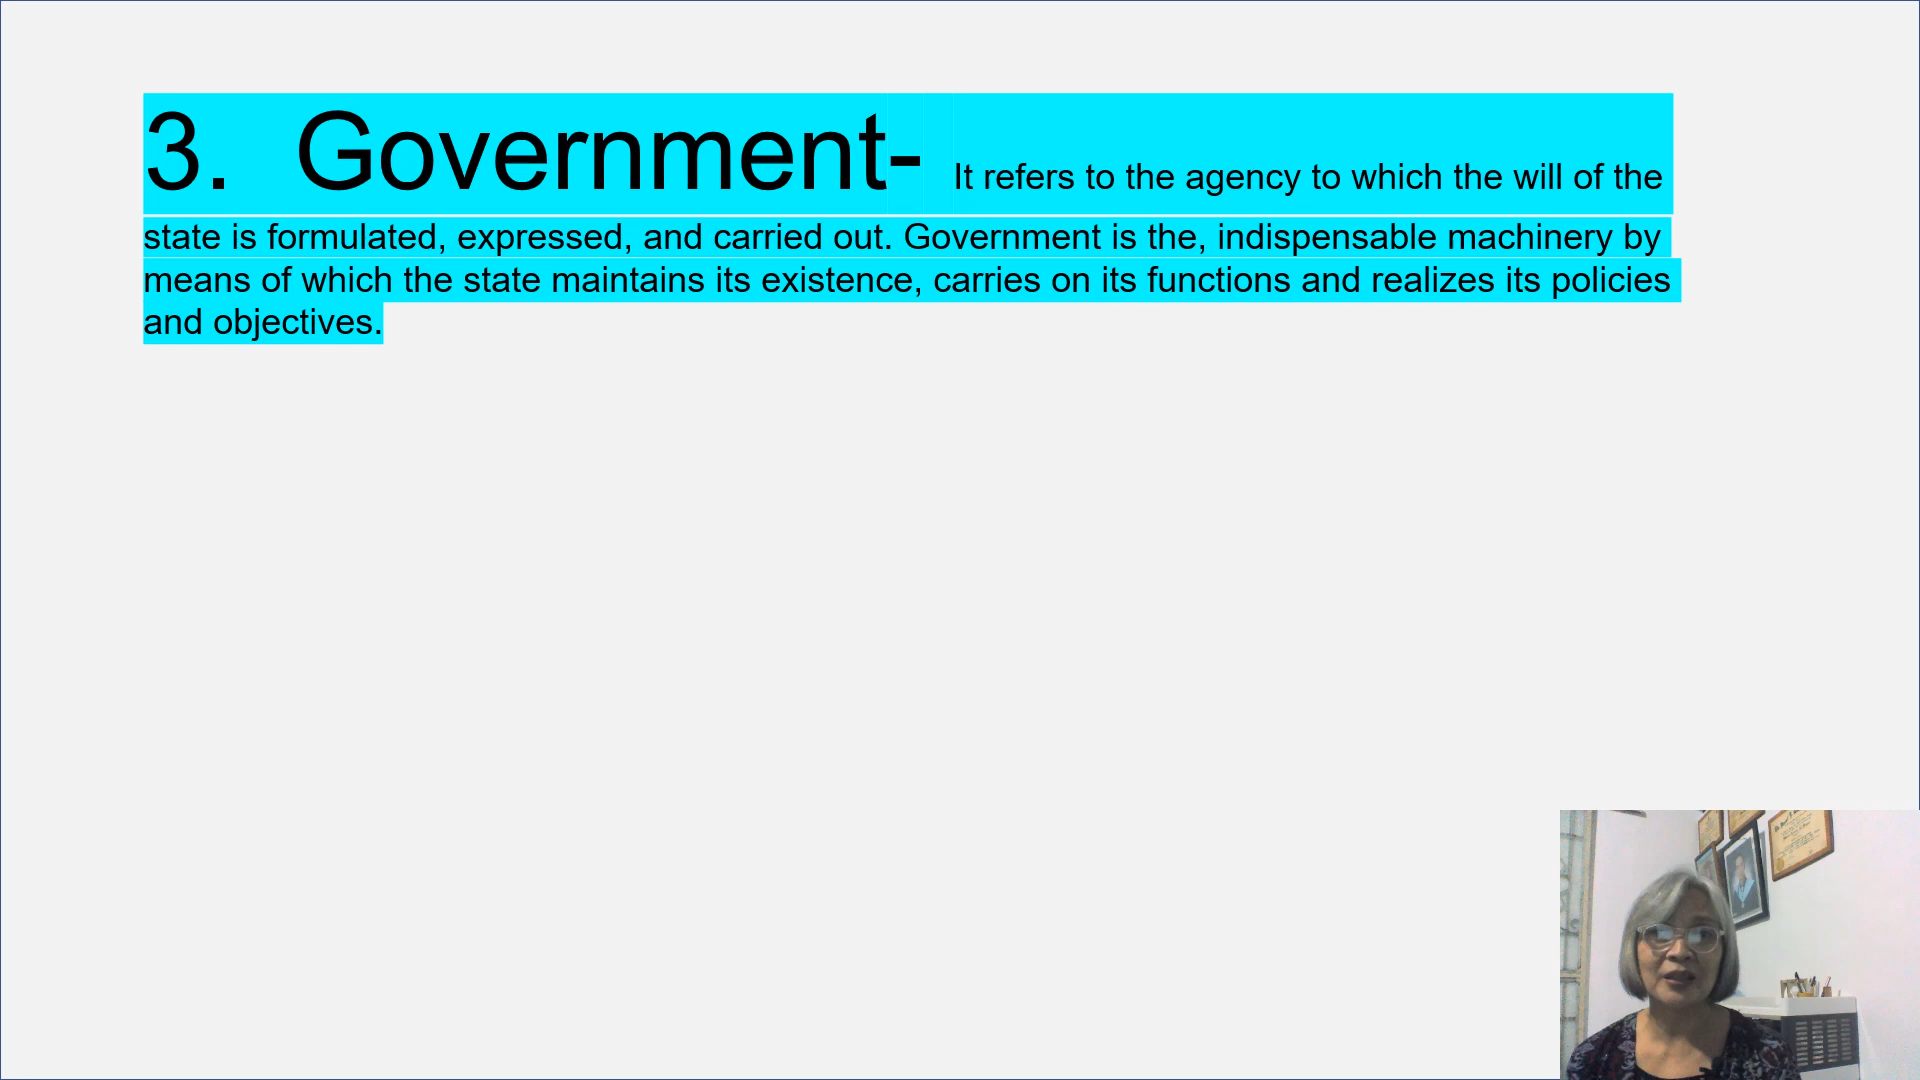 3. Government- It refers to the agency to which the will of the
state is formulated, expressed, and carried out. Government is the, indispensable machinery by
means of which the state maintains its existence, carries on its functions and realizes its policies
and objectives.